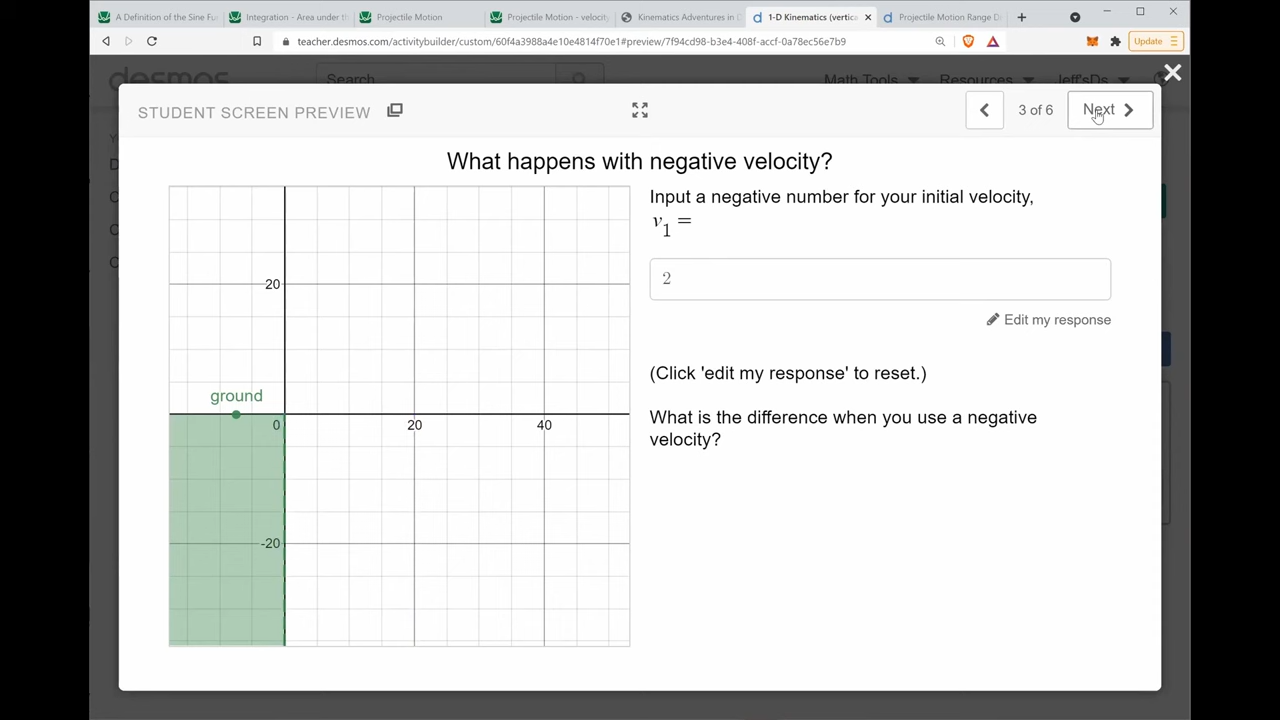 A Definition of the Sine Fu
Integration - Area under th
Projectile Motion
Projectile Motion - velocity
Kinematics Adventures in D
1-D Kinematics (vertica
Projectile Motion Range D
teacher.desmos.com/activitybuilder/custom/60f4a3988a4e10e4814f70e1#preview/7f94cd98-b3e4-408f-accf-0a78ec56e7b9
Update
desmos
Search
Math Tools
Resources
Jeff'sDs
STUDENT SCREEN PREVIEW
3 of 6
Next
What happens with negative velocity?
Input a negative number for your initial velocity,
v₁ =
2
Edit my response
(Click 'edit my response' to reset.)
What is the difference when you use a negative
velocity?
20
ground
0
20
40
-20